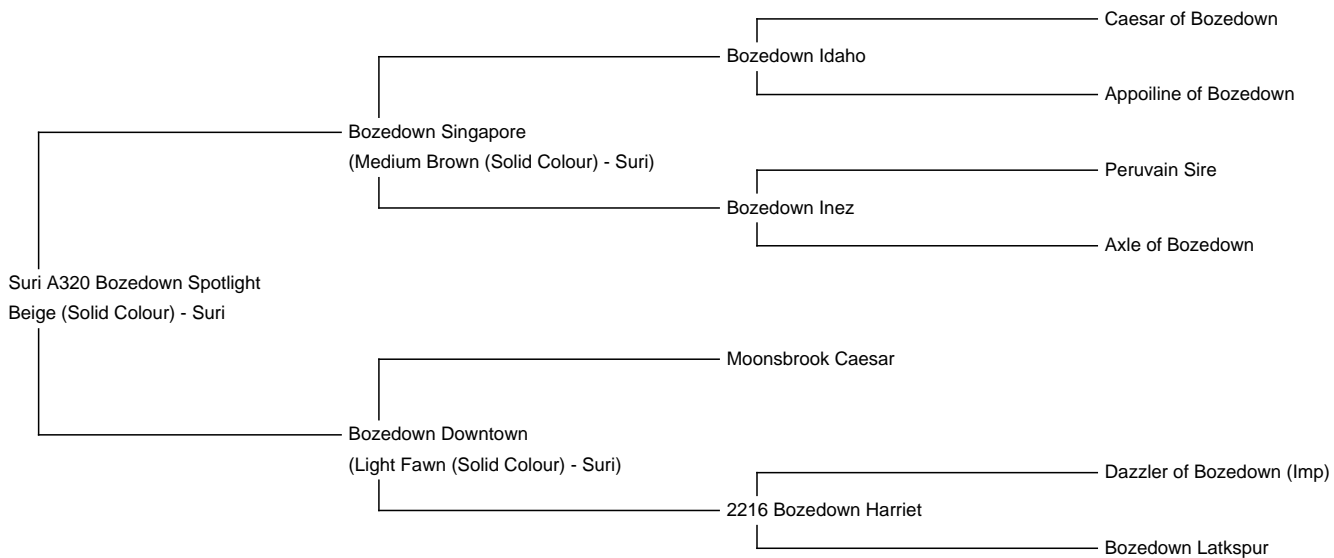 Caesar of Bozedown
Bozedown Idaho
Appoiline of Bozedown
Bozedown Singapore
(Medium Brown (Solid Colour) - Suri)
Peruvain Sire
Bozedown Inez
Axle of Bozedown
Suri A320 Bozedown Spotlight
Beige (Solid Colour) - Suri
Moonsbrook Caesar
Bozedown Downtown
(Light Fawn (Solid Colour) - Suri)
Dazzler of Bozedown (Imp)
2216 Bozedown Harriet
Bozedown Latkspur